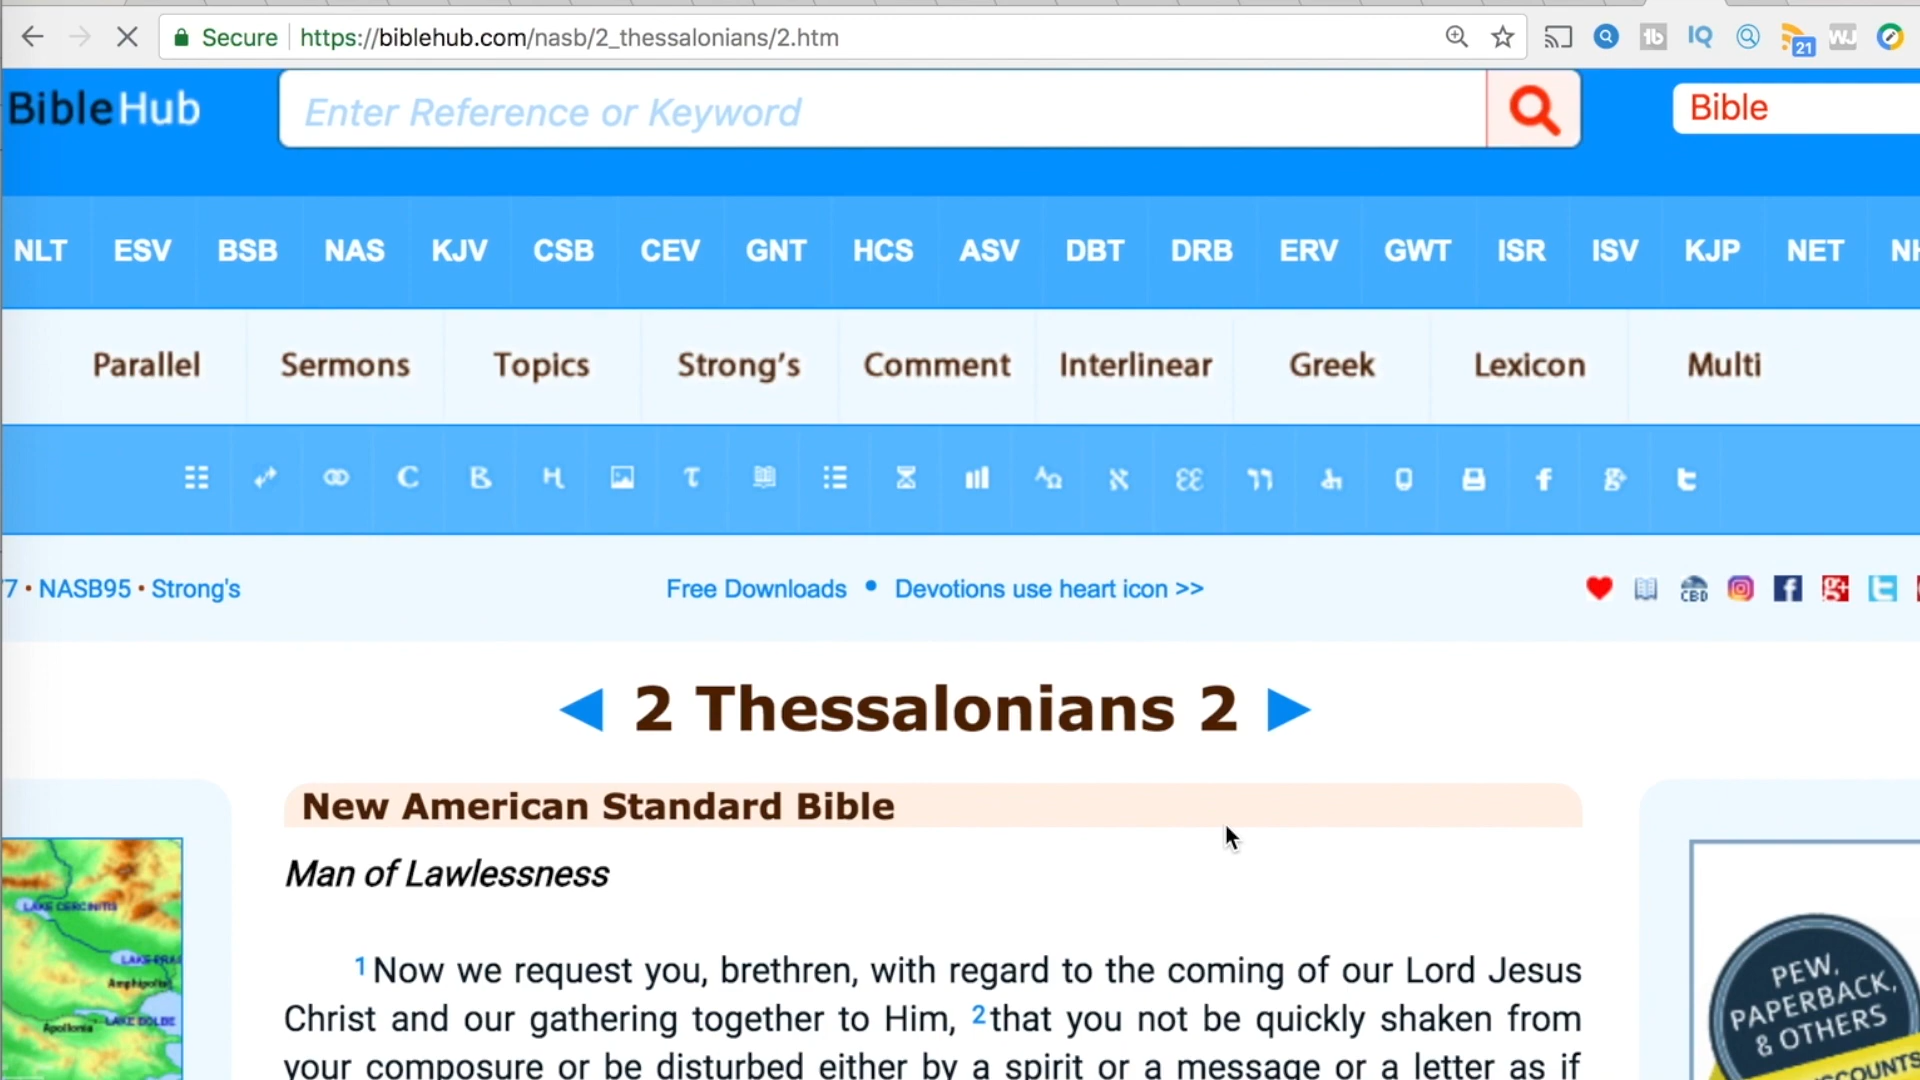 Secure https://biblehub.com/nasb/2_thessalonians/2.htm
21
BibleHub Enter Reference or Keyword Bible
NLT ESV BSB NAS KJV CSB CEV GNT HCS ASV DBT DRB ERV GWT ISR ISV KJP NET
Parallel Sermons Topics Strong's Comment Interlinear Greek Lexicon Multi
NASB95 • Strong's Free Downloads • Devotions use heart icon >>
CBD
2 Thessalonians 2
New American Standard Bible
Man of Lawlessness
1 Now we request you, brethren, with regard to the coming of our Lord Jesus
Christ and our gathering together to Him, 2 that you not be quickly shaken from
your composure or be disturbed either by a spirit or a message or a letter as if
Amphipolis
Apollonia
PEW,
PAPERBACK,
& OTHERS